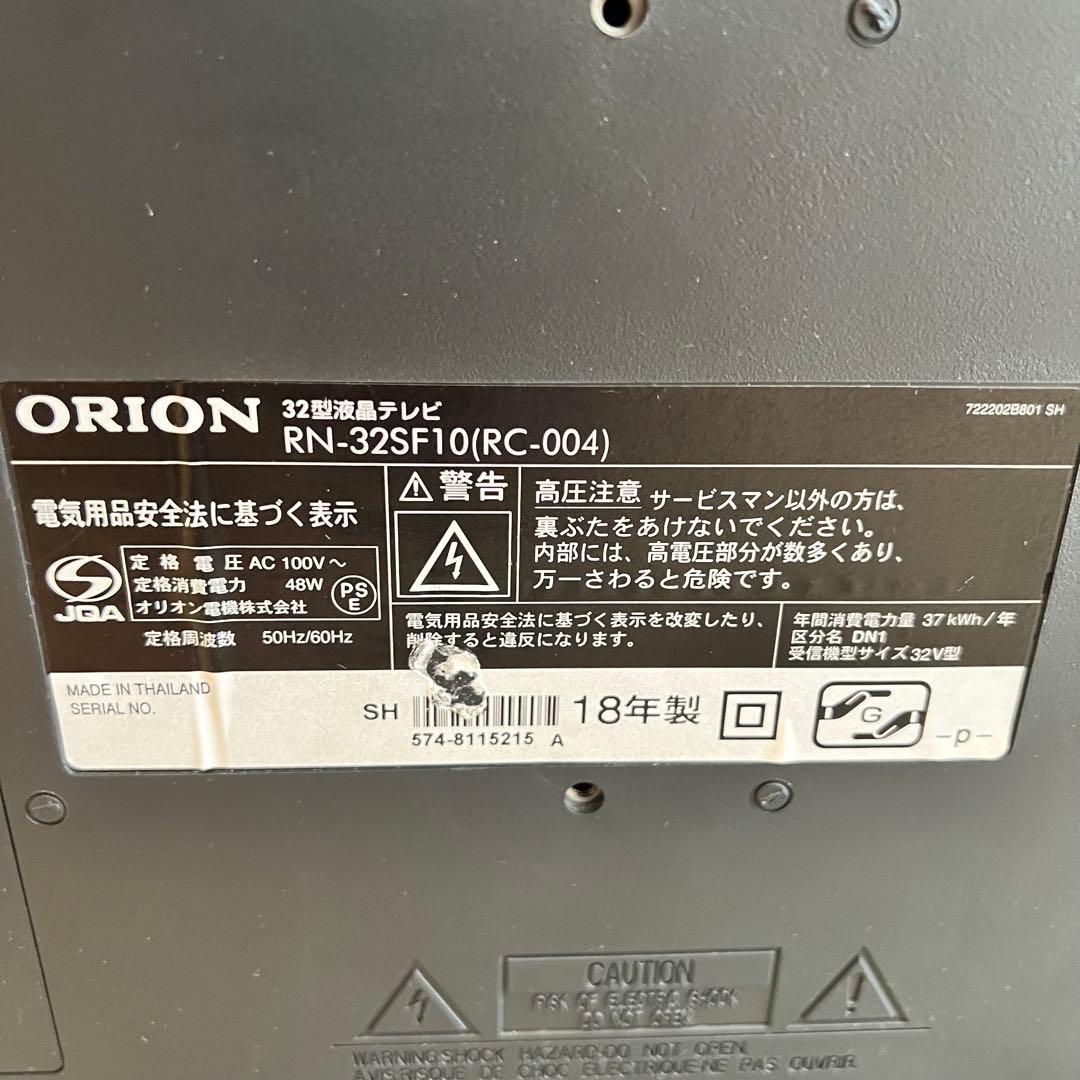 ORION
32型液晶テレビ
RN-32SF10(RC-004)
722202B801 SH
電気用品安全法に基づく表示
JQA
定格電圧 AC 100V～
定格消費電力 48W
オリオン電機株式会社
PS
E
定格周波数 50Hz/60Hz
警告
高圧注意 サービスマン以外の方は、
裏ぶたをあけないでください。
内部には、高電圧部分が数多くあり、
万一さわると危険です。
電気用品安全法に基づく表示を改変したり、
削除すると違反になります。
年間消費電力量 37kWh/年
区分名 DN1
受信機型サイズ 32V型
MADE IN THAILAND
SERIAL NO.
SH
574-8115215 A
18年製
G
-p-
CAUTION
RISK OF ELECTRIC SHOCK
DO NOT OPEN
WARNING:SHOCK HAZARD-DO NOT OPEN.
AVIS:RISQUE DE CHOC ELECTRIQUE-NE PAS OUVRIR.